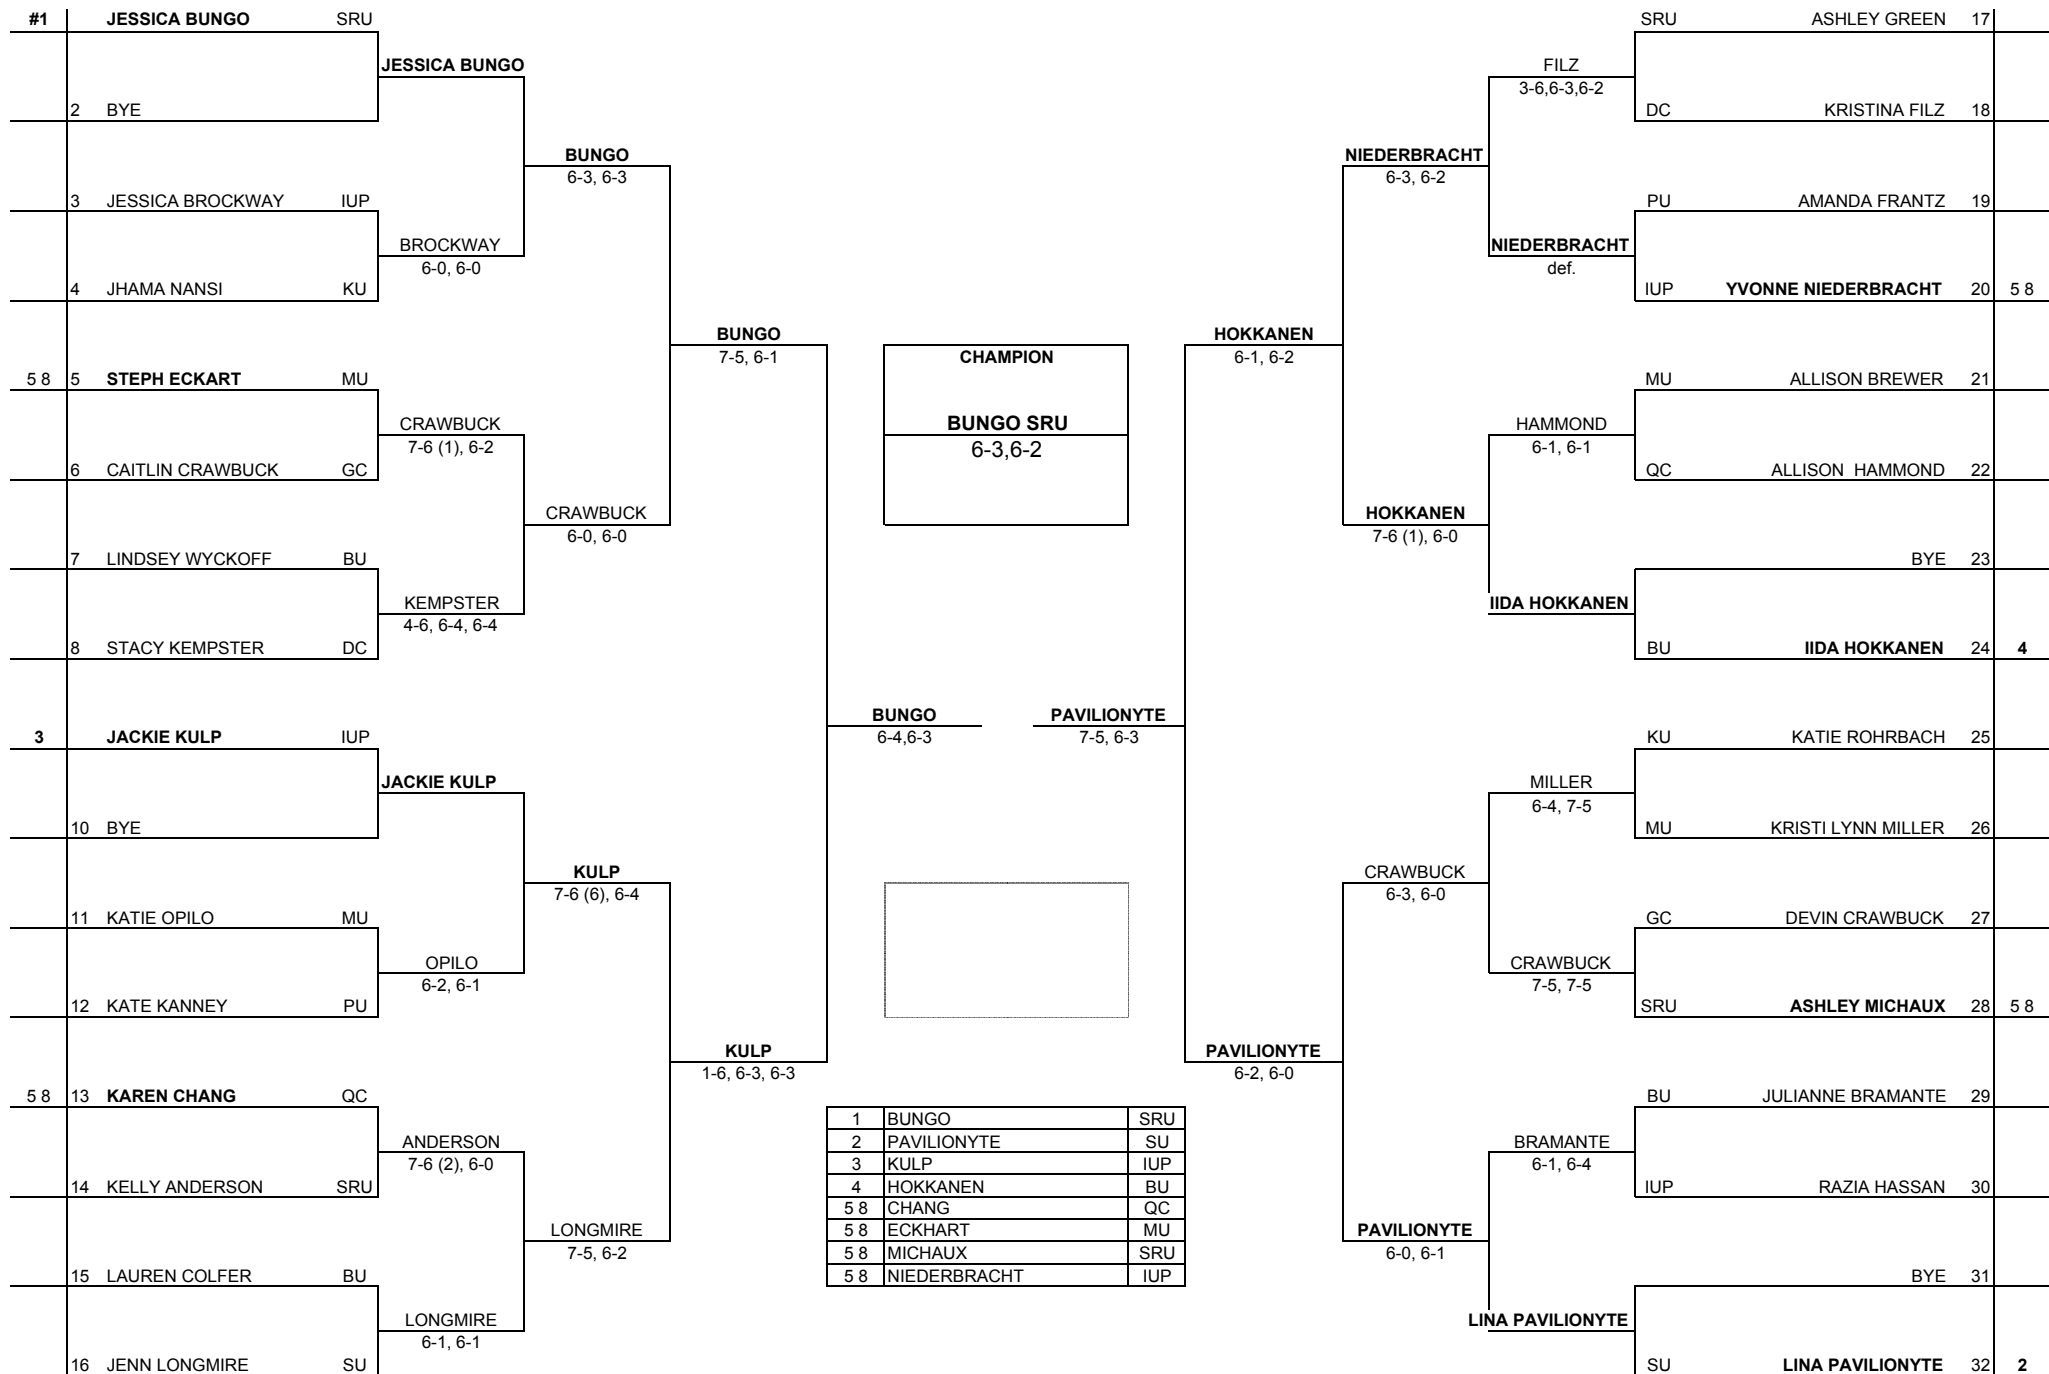 #1 JESSICA BUNGO SRU
JESSICA BUNGO
2 BYE
BUNGO
6-3, 6-3
3 JESSICA BROCKWAY IUP
BROCKWAY
6-0, 6-0
4 JHAMA NANSI KU
BUNGO
7-5, 6-1
5 8 5 STEPH ECKART MU
CRAWBUCK
7-6 (1), 6-2
6 CAITLIN CRAWBUCK GC
CRAWBUCK
6-0, 6-0
7 LINDSEY WYCKOFF BU
KEMPSTER
4-6, 6-4, 6-4
8 STACY KEMPSTER DC
BUNGO
6-4,6-3
3 JACKIE KULP IUP
JACKIE KULP
10 BYE
KULP
7-6 (6), 6-4
11 KATIE OPILO MU
OPILO
6-2, 6-1
12 KATE KANNEY PU
KULP
1-6, 6-3, 6-3
5 8 13 KAREN CHANG QC
ANDERSON
7-6 (2), 6-0
14 KELLY ANDERSON SRU
LONGMIRE
7-5, 6-2
15 LAUREN COLFER BU
LONGMIRE
6-1, 6-1
16 JENN LONGMIRE SU
CHAMPION
BUNGO SRU
6-3,6-2
1 BUNGO SRU
2 PAVILIONYTE SU
3 KULP IUP
4 HOKKANEN BU
5 8 CHANG QC
5 8 ECKHART MU
5 8 MICHAUX SRU
5 8 NIEDERBRACHT IUP
SRU ASHLEY GREEN 17
FILZ
3-6,6-3,6-2
DC KRISTINA FILZ 18
NIEDERBRACHT
6-3, 6-2
PU AMANDA FRANTZ 19
NIEDERBRACHT
def.
IUP YVONNE NIEDERBRACHT 20 5 8
HOKKANEN
6-1, 6-2
MU ALLISON BREWER 21
HAMMOND
6-1, 6-1
QC ALLISON HAMMOND 22
HOKKANEN
7-6 (1), 6-0
BYE 23
IIDA HOKKANEN
BU IIDA HOKKANEN 24 4
PAVILIONYTE
7-5, 6-3
KU KATIE ROHRBACH 25
MILLER
6-4, 7-5
MU KRISTI LYNN MILLER 26
CRAWBUCK
6-3, 6-0
GC DEVIN CRAWBUCK 27
CRAWBUCK
7-5, 7-5
SRU ASHLEY MICHAUX 28 5 8
PAVILIONYTE
6-2, 6-0
BU JULIANNE BRAMANTE 29
BRAMANTE
6-1, 6-4
IUP RAZIA HASSAN 30
PAVILIONYTE
6-0, 6-1
BYE 31
LINA PAVILIONYTE
SU LINA PAVILIONYTE 32 2